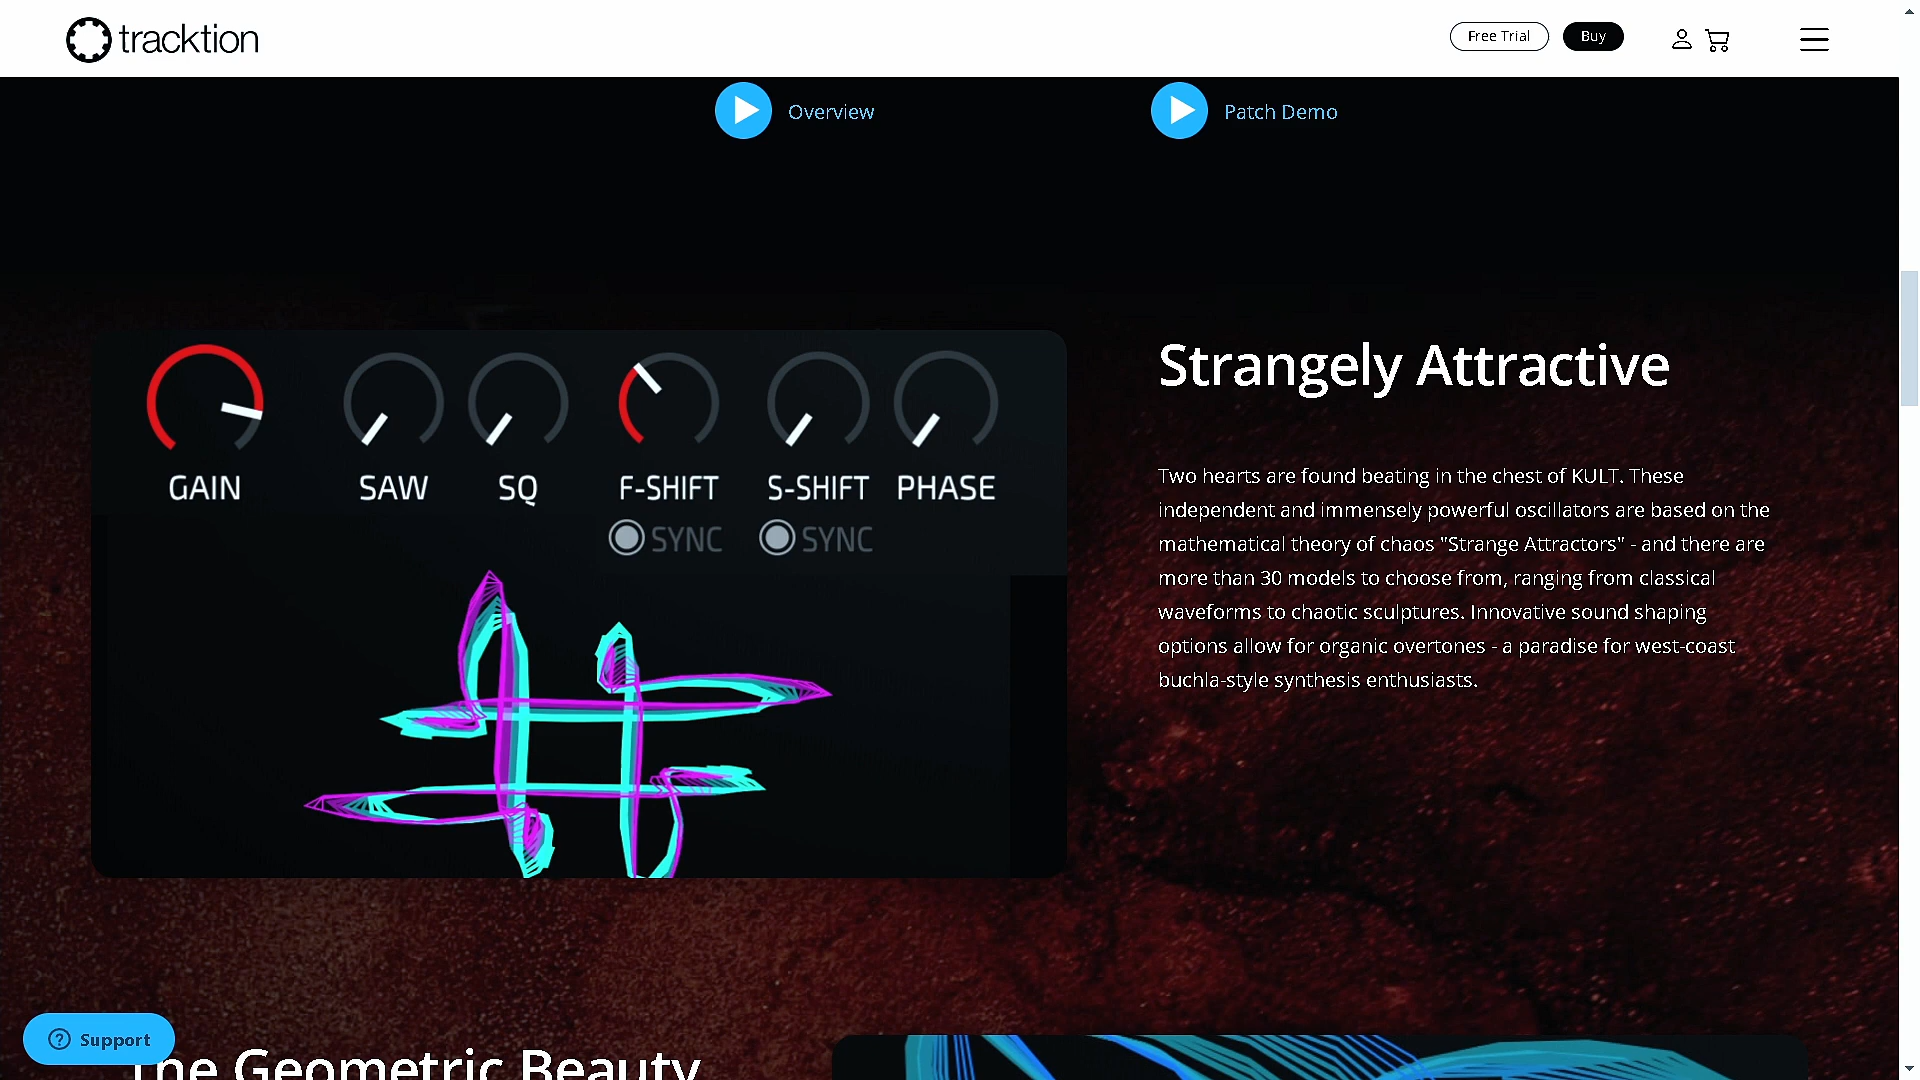 tracktion
Free Trial
Buy
Overview
Patch Demo
GAIN
SAW
SQ
F-SHIFT
S-SHIFT
PHASE
SYNC
SYNC
Strangely Attractive
Two hearts are found beating in the chest of KULT. These
independent and immensely powerful oscillators are based on the
mathematical theory of chaos "Strange Attractors" - and there are
more than 30 models to choose from, ranging from classical
waveforms to chaotic sculptures. Innovative sound shaping
options allow for organic overtones - a paradise for west-coast
buchla-style synthesis enthusiasts.
Support
The Geometric Beauty